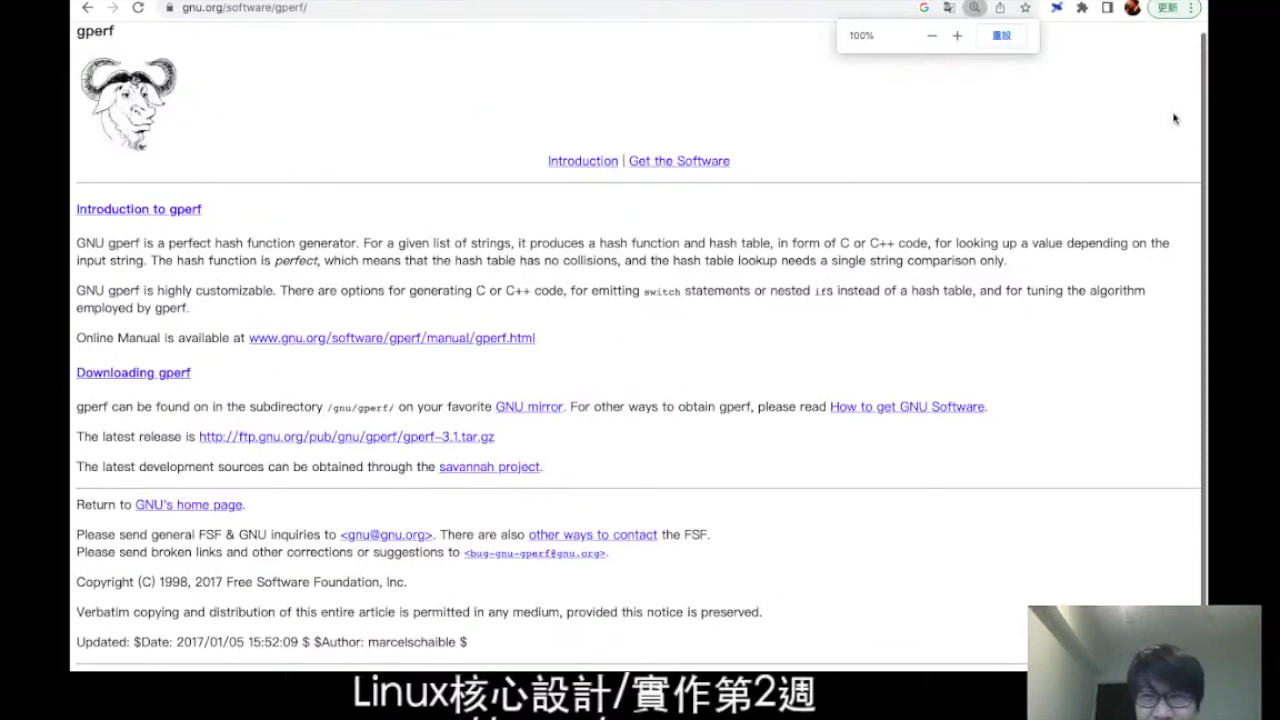 gnu.org/software/gperf/
更新
gperf
100%
重設
Introduction | Get the Software
Introduction to gperf
GNU gperf is a perfect hash function generator. For a given list of strings, it produces a hash function and hash table, in form of C or C++ code, for looking up a value depending on the
input string. The hash function is perfect, which means that the hash table has no collisions, and the hash table lookup needs a single string comparison only.
GNU gperf is highly customizable. There are options for generating C or C++ code, for emitting switch statements or nested ifs instead of a hash table, and for tuning the algorithm
employed by gperf.
Online Manual is available at www.gnu.org/software/gperf/manual/gperf.html
Downloading gperf
gperf can be found on in the subdirectory /gnu/gperf/ on your favorite GNU mirror. For other ways to obtain gperf, please read How to get GNU Software.
The latest release is http://ftp.gnu.org/pub/gnu/gperf/gperf-3.1.tar.gz
The latest development sources can be obtained through the savannah project.
Return to GNU's home page.
Please send general FSF & GNU inquiries to <gnu@gnu.org>. There are also other ways to contact the FSF.
Please send broken links and other corrections or suggestions to <bug-gnu-gperf@gnu.org>.
Copyright (C) 1998, 2017 Free Software Foundation, Inc.
Verbatim copying and distribution of this entire article is permitted in any medium, provided this notice is preserved.
Updated: $Date: 2017/01/05 15:52:09 $ $Author: marcelschaible $
Linux核心設計/實作第2週